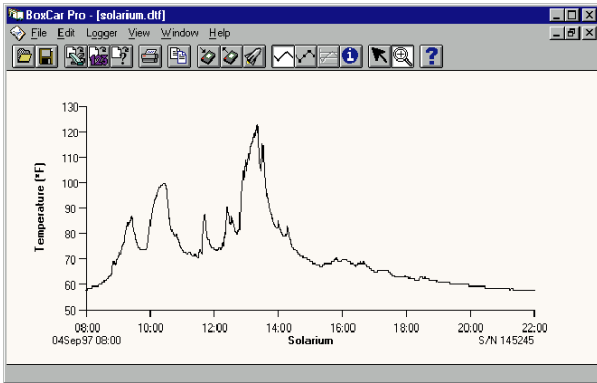 BoxCar Pro - [solarium.dtf]
File Edit Logger View Window Help
123 ? i ?
130
120
110
100
90
80
70
60
50
Temperature (*F)
08:00 10:00 12:00 14:00 16:00 18:00 20:00 22:00
04Sep97 08:00 Solarium S/N 145245